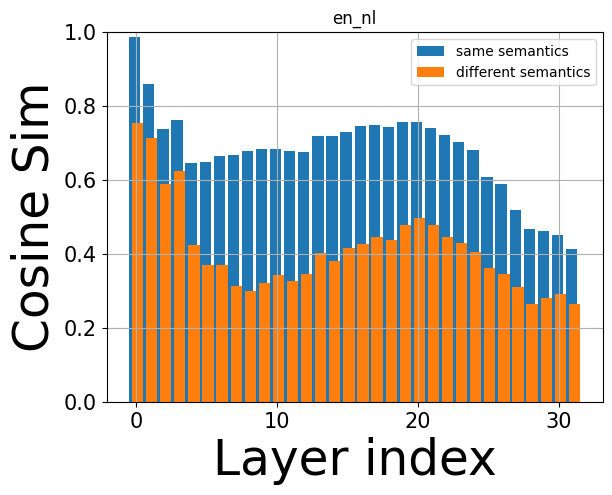 en_nl
same semantics
different semantics
Cosine Sim
1.0
0.8
0.6
0.4
0.2
0.0
0 10 20 30
Layer index